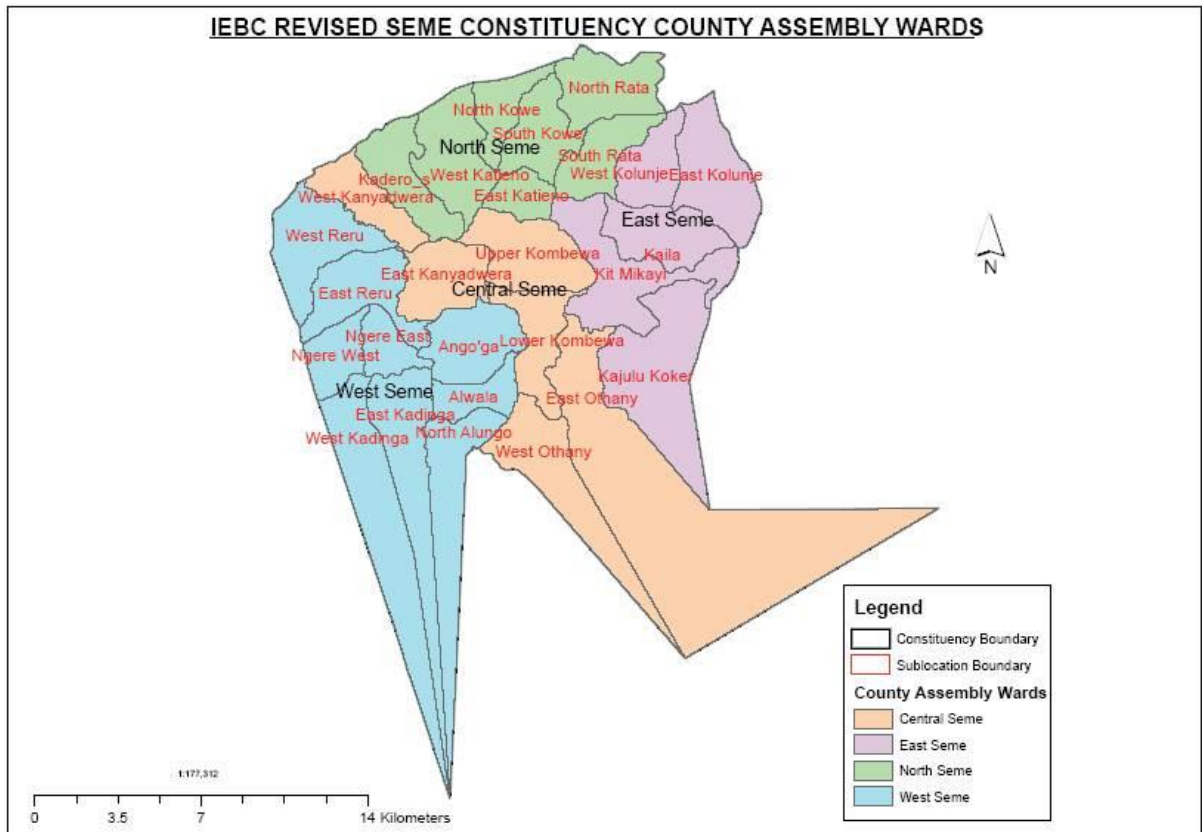 IEBC REVISED SEME CONSTITUENCY COUNTY ASSEMBLY WARDS
North Rata
North Kowe
South Kowe
North Seme
South Rata
West Kolunje
East Kolunje
Kadero_s
West Katieno
East Katieno
West Kanyadwera
East Seme
West Reru
Upper Kombewa
Kaila
East Kanyadwera
Kit Mikayi
Central Seme
East Reru
Ngere East
Ango'ga
Lower Kombewa
Ngere West
Kajulu Koker
West Seme
Alwala
East Othany
East Kadinga
West Kadinga
North Alungo
West Othany
N
Legend
Constituency Boundary
Sublocation Boundary
County Assembly Wards
Central Seme
East Seme
North Seme
West Seme
1:177,312
0 3.5 7 14 Kilometers